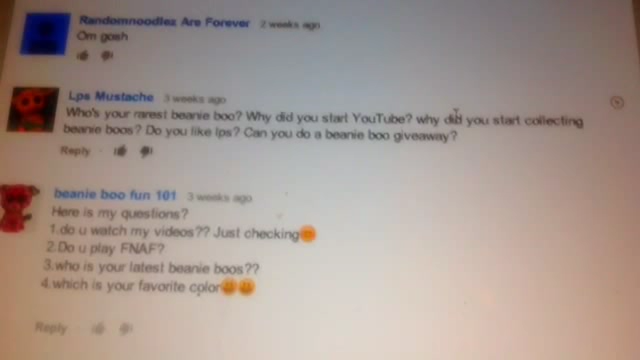 Randomnoodlez Are Forever 2 weeks ago
Om gosh
Lps Mustache 3 weeks ago
Who's your rarest beanie boo? Why did you start YouTube? why did you start collecting
beanie boos? Do you like lps? Can you do a beanie boo giveaway?
Reply
beanie boo fun 101 3 weeks ago
Here is my questions?
1.do u watch my videos?? Just checking
2.Do u play FNAF?
3.who is your latest beanie boos??
4.which is your favorite color
Reply